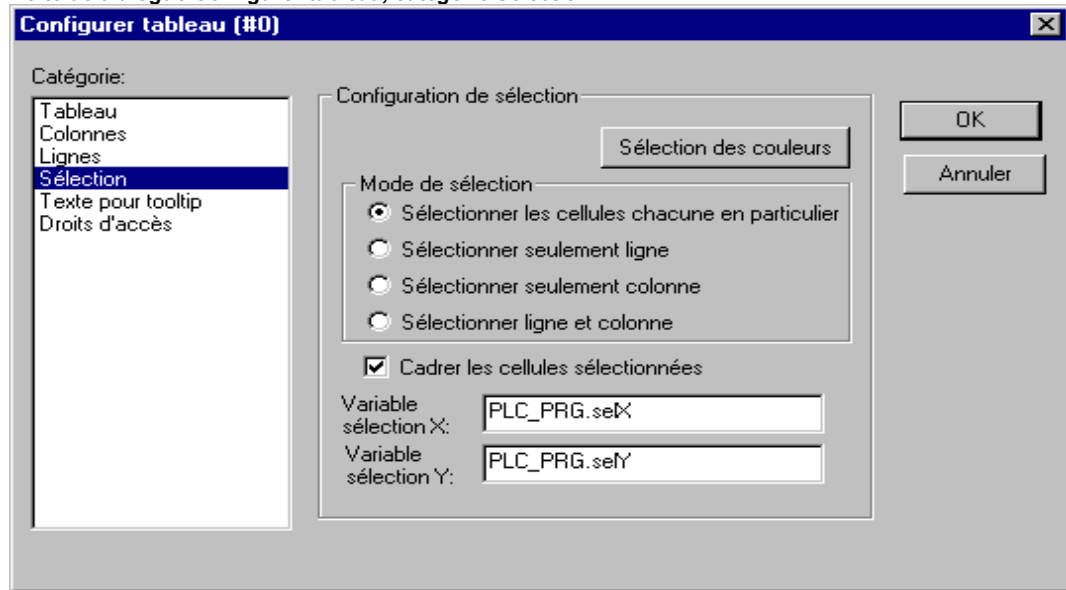 Configurer tableau (#0)
Catégorie:
Tableau
Colonnes
Lignes
Sélection
Texte pour tooltip
Droits d'accès
Configuration de sélection
Sélection des couleurs
Mode de sélection
Sélectionner les cellules chacune en particulier
Sélectionner seulement ligne
Sélectionner seulement colonne
Sélectionner ligne et colonne
Cadrer les cellules sélectionnées
Variable
sélection X:
PLC_PRG.selX
Variable
sélection Y:
PLC_PRG.selY
OK
Annuler